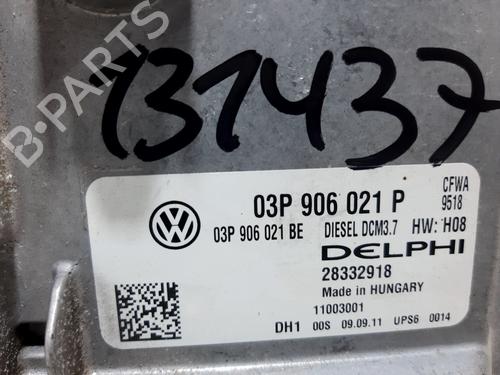 131437
B-PARTS
03P 906 021 P
CFWA
9518
03P 906 021 BE DIESEL DCM3.7 HW: H08
DELPHI
28332918
Made in HUNGARY
11003001
DH1 00S 09.09.11 UPS6 0014